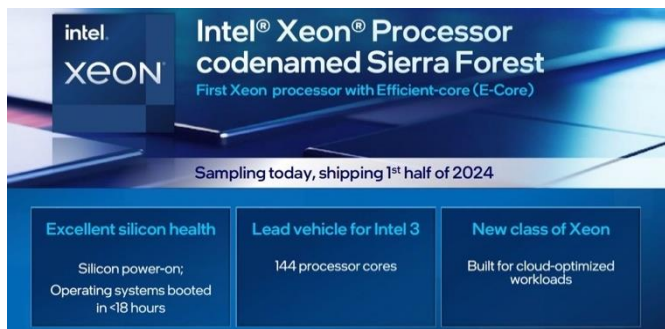 intel.
xeon
Intel® Xeon® Processor
codenamed Sierra Forest
First Xeon processor with Efficient-core (E-Core)
Sampling today, shipping 1st half of 2024
Excellent silicon health
Silicon power-on;
Operating systems booted
in <18 hours
Lead vehicle for Intel 3
144 processor cores
New class of Xeon
Built for cloud-optimized
workloads